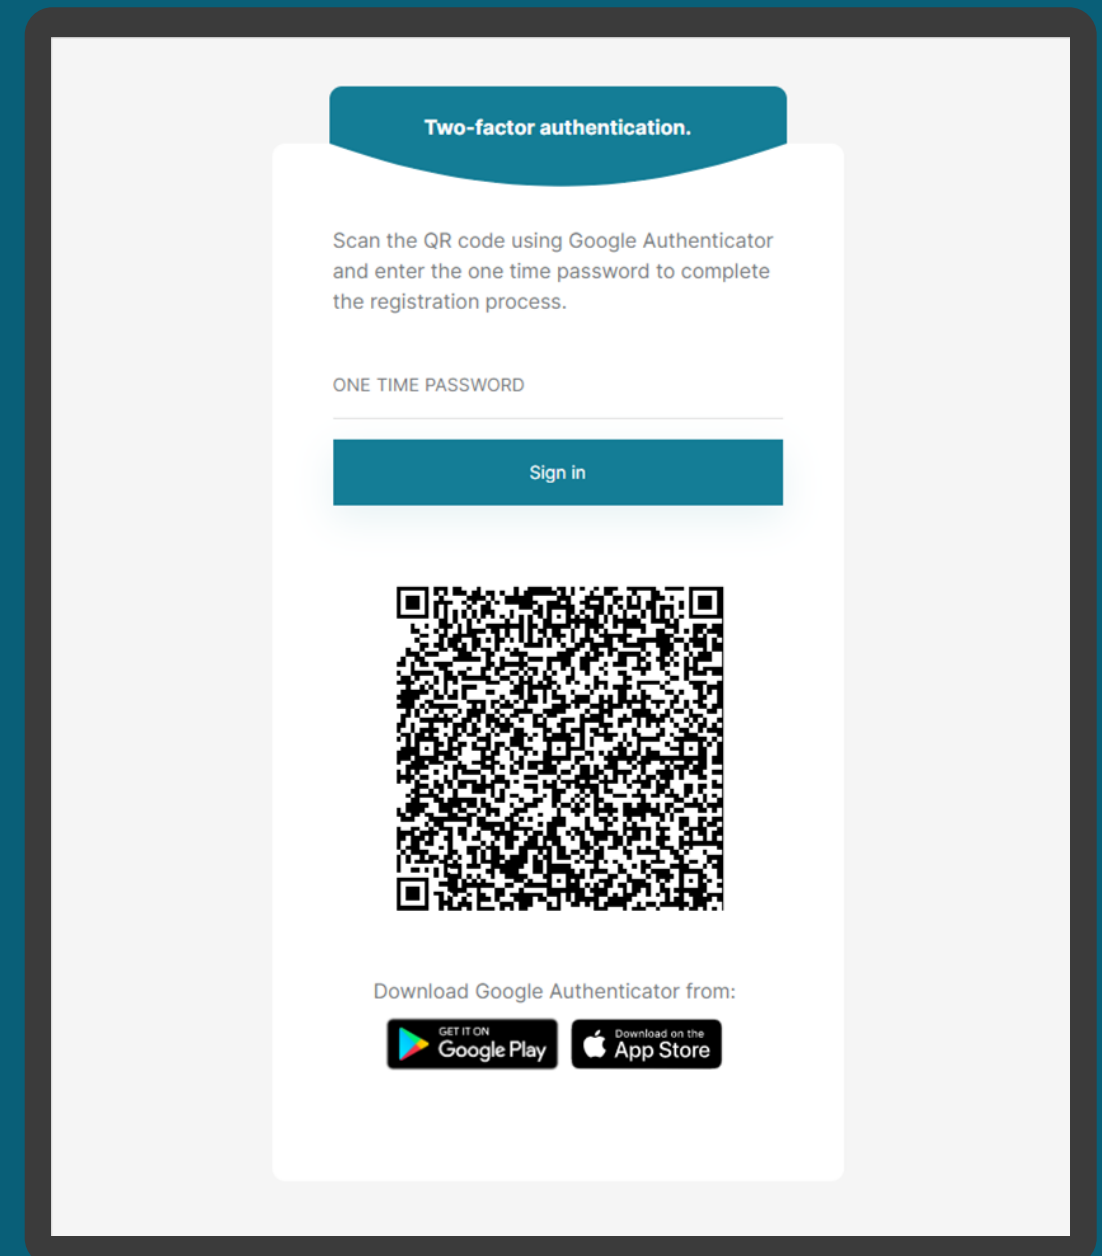 Two-factor authentication.
Scan the QR code using Google Authenticator
and enter the one time password to complete
the registration process.
ONE TIME PASSWORD
Sign in
Download Google Authenticator from:
GET IT ON
Google Play
Download on the
App Store